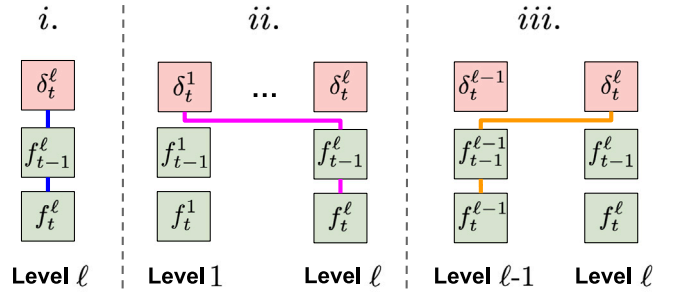 i. ii. iii.
δ_t^ℓ δ_t^1 ... δ_t^ℓ δ_t^{ℓ-1} δ_t^ℓ
f_{t-1}^ℓ f_{t-1}^1 f_{t-1}^ℓ f_{t-1}^{ℓ-1} f_{t-1}^ℓ
f_t^ℓ f_t^1 f_t^ℓ f_t^{ℓ-1} f_t^ℓ
Level ℓ Level 1 Level ℓ Level ℓ-1 Level ℓ